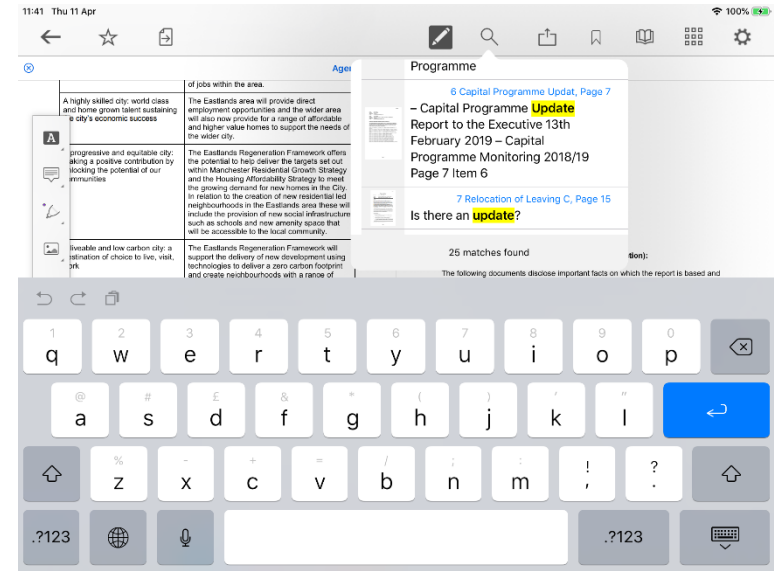 11:41 Thu 11 Apr
100%
Agen
of jobs within the area.
A highly skilled city: world class
and home grown talent sustaining
city's economic success
The Eastlands area will provide direct
employment opportunities and the wider area
will also now provide for a range of affordable
and higher value homes to support the needs of
the wider city.
progressive and equitable city:
aking a positive contribution by
locking the potential of our
mmunities
The Eastlands Regeneration Framework offers
the potential to help deliver the targets set out
within Manchester Residential Growth Strategy
and the Housing Affordability Strategy to meet
the growing demand for new homes in the City.
In relation to the creation of new residential led
neighbourhoods in the Eastlands area these will
include the provision of new social infrastructure
such as schools and new amenity space that
will be accessible to the local community.
liveable and low carbon city: a
stination of choice to live, visit,
ork
The Eastlands Regeneration Framework will
support the delivery of new development using
technologies to deliver a zero carbon footprint
and create neighbourhoods with a range of
Programme
6 Capital Programme Updat, Page 7
– Capital Programme Update
Report to the Executive 13th
February 2019 – Capital
Programme Monitoring 2018/19
Page 7 Item 6
7 Relocation of Leaving C, Page 15
Is there an update?
25 matches found
tion):
The following documents disclose important facts on which the report is based and
A
1 2 3 4 5 6 7 8 9 0
q w e r t y u i o p
@ # £ & * ( ) ' "
a s d f g h j k l
% - + = / ; :
z x c v b n m ! , ? .
.?123 .?123